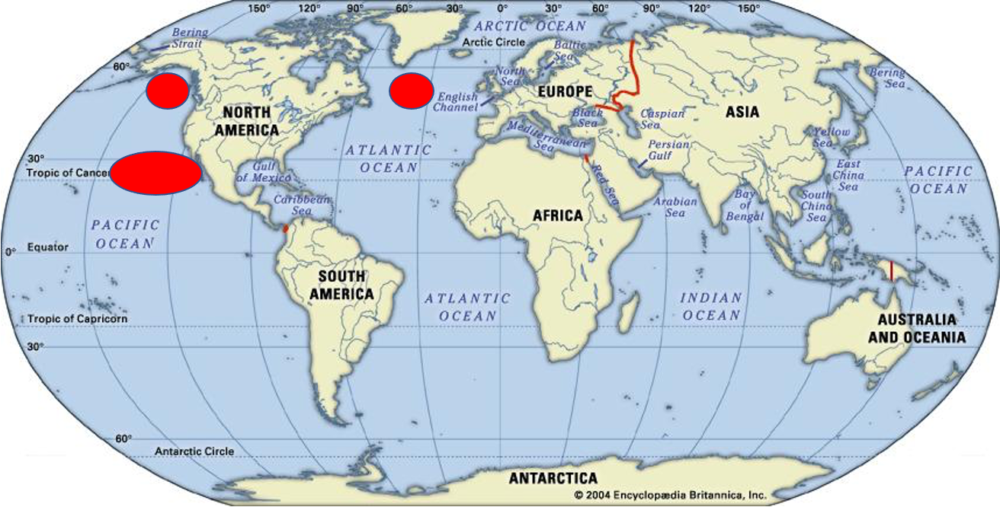 150° 120° 90° 60° 30° 0° 30° 60° 90° 120° 150°
ARCTIC OCEAN
Arctic Circle
Bering
Strait
Baltic
Sea
60°
North
Sea
Bering
Sea
English
Channel
EUROPE
NORTH
AMERICA
ASIA
Black
Sea
Caspian
Sea
Mediterranean
Sea
Yellow
Sea
ATLANTIC
OCEAN
Persian
Gulf
30°
Tropic of Cancer
Gulf
of Mexico
Red Sea
East
China
Sea
PACIFIC
OCEAN
Caribbean
Sea
Arabian
Sea
Bay
of
Bengal
South
China
Sea
AFRICA
PACIFIC
OCEAN
0° Equator
SOUTH
AMERICA
ATLANTIC
OCEAN
INDIAN
OCEAN
Tropic of Capricorn
AUSTRALIA
AND OCEANIA
30°
60°
Antarctic Circle
ANTARCTICA
© 2004 Encyclopædia Britannica, Inc.